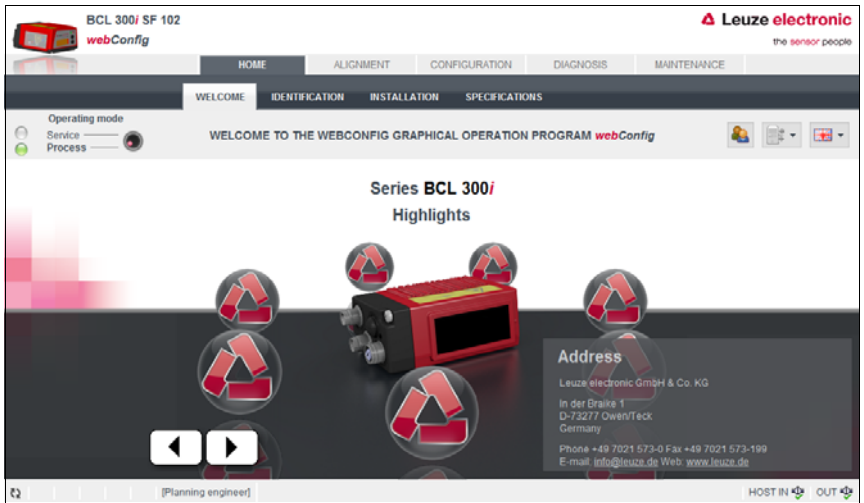 BCL 300i SF 102
webConfig
Leuze electronic
the sensor people
HOME ALIGNMENT CONFIGURATION DIAGNOSIS MAINTENANCE
WELCOME IDENTIFICATION INSTALLATION SPECIFICATIONS
Operating mode
Service
Process
WELCOME TO THE WEBCONFIG GRAPHICAL OPERATION PROGRAM webConfig
Series BCL 300i
Highlights
Address
Leuze electronic GmbH & Co. KG
In der Braike 1
D-73277 Owen/Teck
Germany
Phone +49 7021 573-0 Fax +49 7021 573-199
E-mail: info@leuze.de Web: www.leuze.de
[Planning engineer] HOST IN OUT